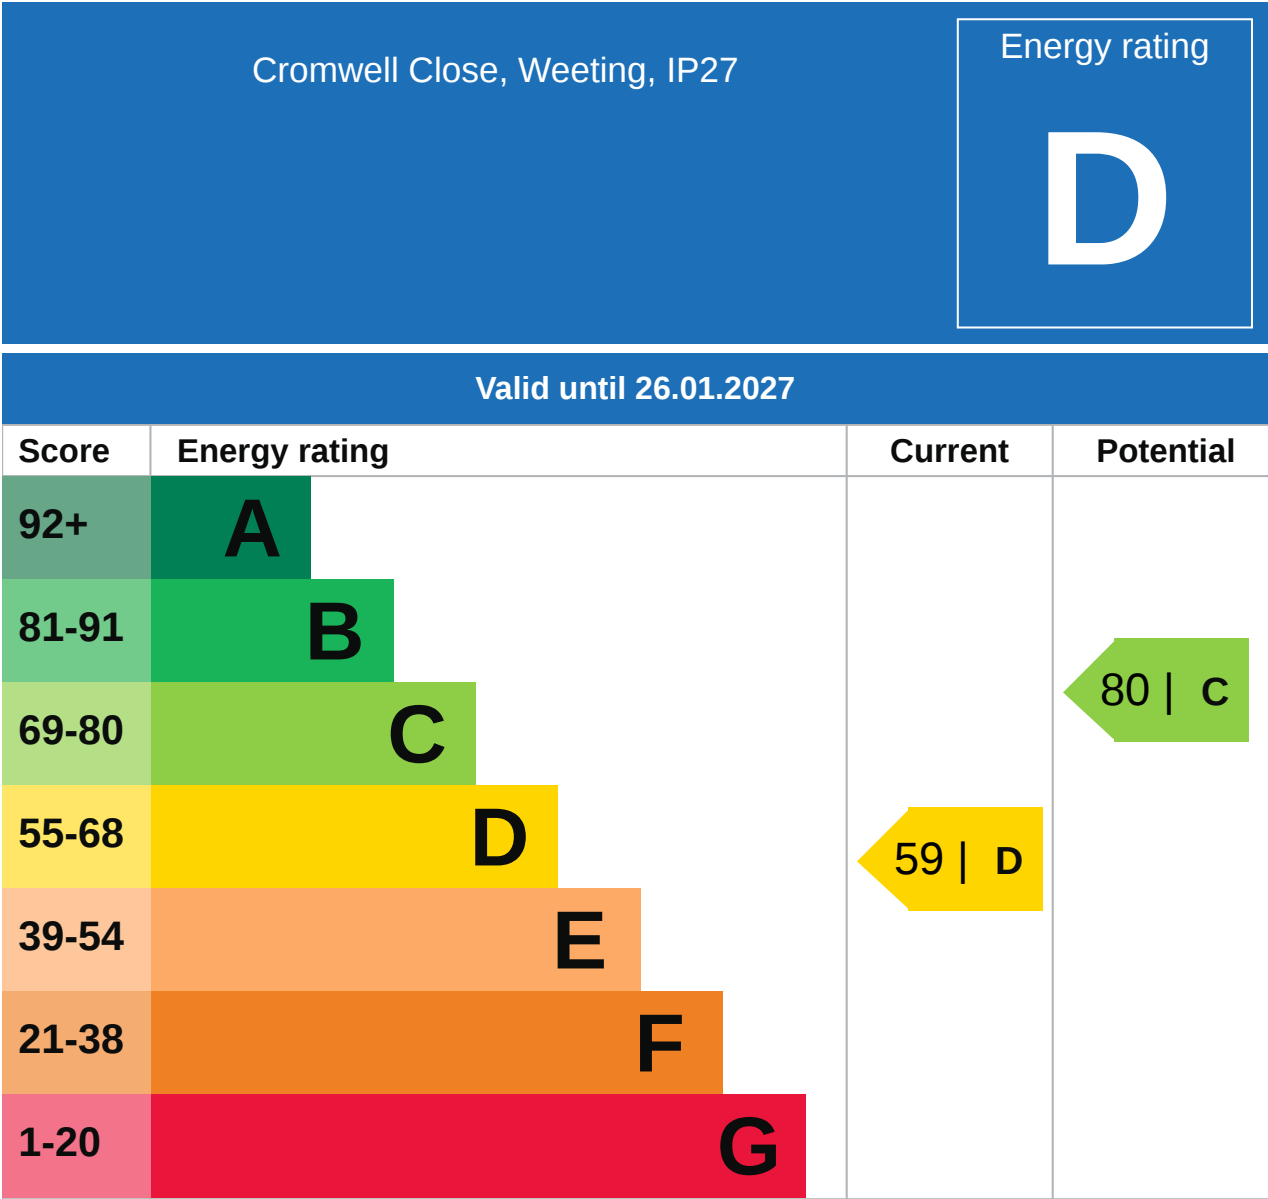 Cromwell Close, Weeting, IP27
Energy rating
D
Valid until 26.01.2027
Score Energy rating Current Potential
92+ A
81-91 B
80 | C
69-80 C
55-68 D
59 | D
39-54 E
21-38 F
1-20 G